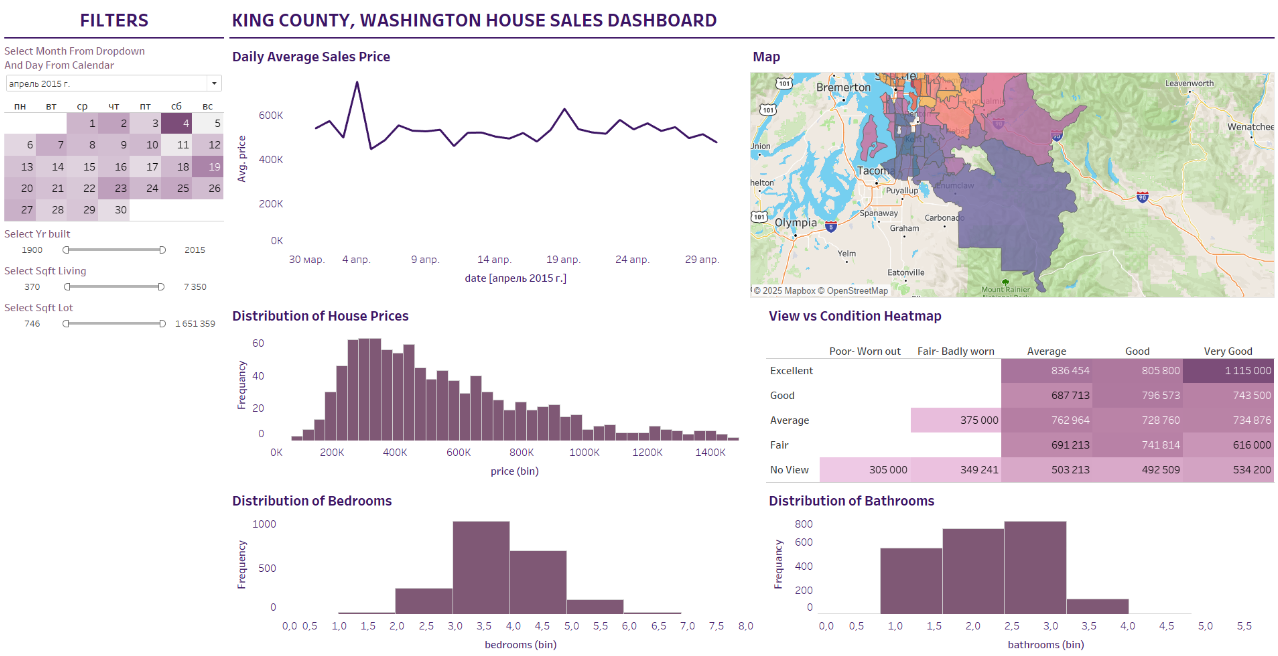 FILTERS
KING COUNTY, WASHINGTON HOUSE SALES DASHBOARD
Select Month From Dropdown
And Day From Calendar
апрель 2015 г.
пн вт ср чт пт сб вс
1 2 3 4 5
6 7 8 9 10 11 12
13 14 15 16 17 18 19
20 21 22 23 24 25 26
27 28 29 30
Select Yr built
1900 2015
Select Sqft Living
370 7 350
Select Sqft Lot
746 1 651 359
Daily Average Sales Price
Avg. price
600K
400K
200K
0K
30 мар. 4 апр. 9 апр. 14 апр. 19 апр. 24 апр. 29 апр.
date [апрель 2015 г.]
Map
101
Bremerton
Leavenworth
101
90
90
Wenatchee
Union
Tacoma
Puyallup
Enumclaw
helton
90
101
Spanaway
Carbonado
Olympia
5
Graham
Yelm
Eatonville
Mount Rainier
© 2025 Mapbox © OpenStreetMap
Distribution of House Prices
Frequancy
60
40
20
0
0K 200K 400K 600K 800K 1000K 1200K 1400K
price (bin)
View vs Condition Heatmap
Poor- Worn out Fair- Badly worn Average Good Very Good
Excellent 836 454 805 800 1 115 000
Good 687 713 796 573 743 500
Average 375 000 762 964 728 760 734 876
Fair 691 213 741 814 616 000
No View 305 000 349 241 503 213 492 509 534 200
Distribution of Bedrooms
Frequency
1000
500
0
0,0 0,5 1,0 1,5 2,0 2,5 3,0 3,5 4,0 4,5 5,0 5,5 6,0 6,5 7,0 7,5 8,0
bedrooms (bin)
Distribution of Bathrooms
Frequancy
800
600
400
200
0
0,0 0,5 1,0 1,5 2,0 2,5 3,0 3,5 4,0 4,5 5,0 5,5
bathrooms (bin)